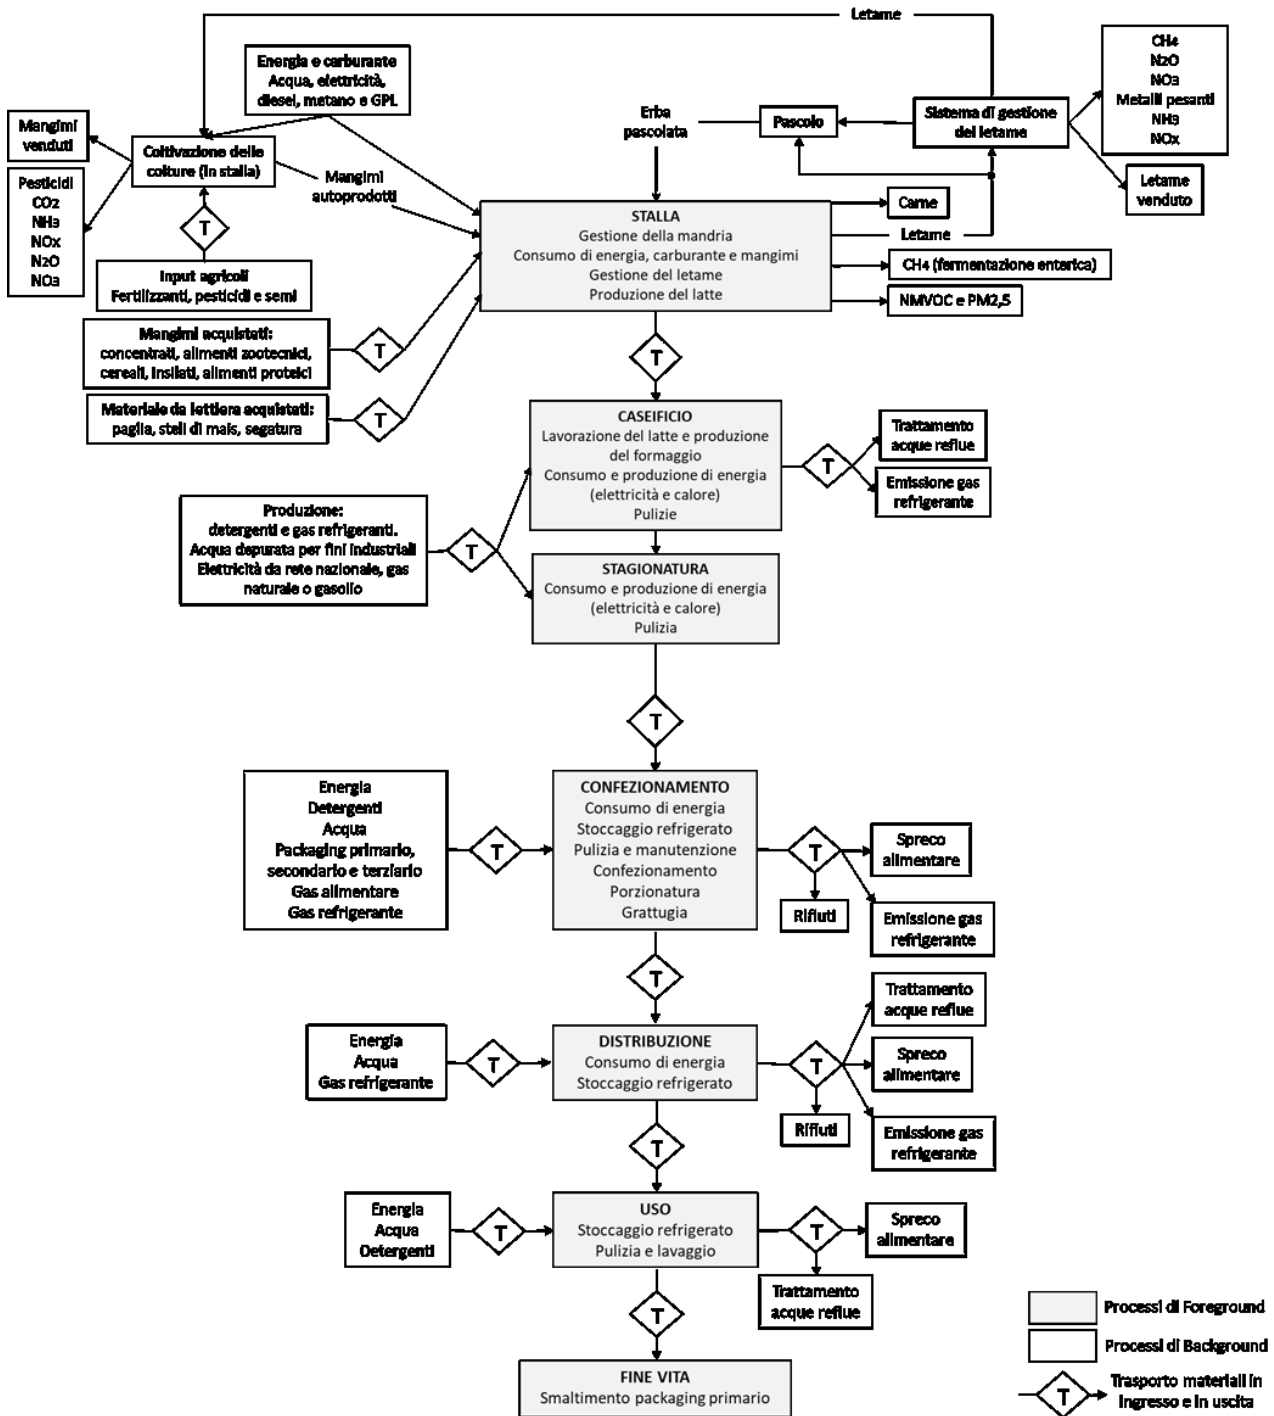 Letame
Energia e carburante
Acqua, elettricità,
diesel, metano e GPL
CH4
N2O
NO3
Metalli pesanti
NH3
NOx
Mangimi
venduti
Coltivazione delle
colture (in stalla)
Erba
pascolata
Pascolo
Sistema di gestione
del letame
Pesticidi
CO2
NH3
NOx
N2O
NO3
Mangimi
autoprodotti
Letame
venduto
T
Input agricoli
Fertilizzanti, pesticidi e semi
STALLA
Gestione della mandria
Consumo di energia, carburante e mangimi
Gestione del letame
Produzione del latte
Carne
Letame
CH4 (fermentazione enterica)
NMVOC e PM2,5
Mangimi acquistati:
concentrati, alimenti zootecnici,
cereali, insilati, alimenti proteici
T
T
Materiale da lettiera acquistati:
paglia, steli di mais, segatura
T
CASEIFICIO
Lavorazione del latte e produzione
del formaggio
Consumo e produzione di energia
(elettricità e calore)
Pulizie
T
Trattamento
acque reflue
Emissione gas
refrigerante
Produzione:
detergenti e gas refrigeranti.
Acqua depurata per fini industriali
Elettricità da rete nazionale, gas
naturale o gasolio
T
STAGIONATURA
Consumo e produzione di energia
(elettricità e calore)
Pulizia
T
Energia
Detergenti
Acqua
Packaging primario,
secondario e terziario
Gas alimentare
Gas refrigerante
T
CONFEZIONAMENTO
Consumo di energia
Stoccaggio refrigerato
Pulizia e manutenzione
Confezionamento
Porzionatura
Grattugia
T
Spreco
alimentare
Rifiuti
Emissione gas
refrigerante
T
Energia
Acqua
Gas refrigerante
T
DISTRIBUZIONE
Consumo di energia
Stoccaggio refrigerato
T
Trattamento
acque reflue
Spreco
alimentare
Rifiuti
Emissione gas
refrigerante
T
Energia
Acqua
Detergenti
T
USO
Stoccaggio refrigerato
Pulizia e lavaggio
T
Spreco
alimentare
Trattamento
acque reflue
T
FINE VITA
Smaltimento packaging primario
Processi di Foreground
Processi di Background
T
Trasporto materiali in
ingresso e in uscita